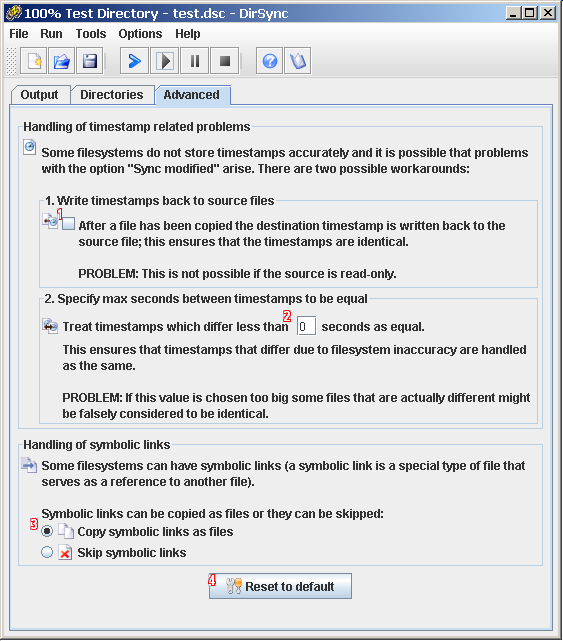 100% Test Directory - test.dsc - DirSync
File Run Tools Options Help
Output Directories Advanced
Handling of timestamp related problems
Some filesystems do not store timestamps accurately and it is possible that problems
with the option "Sync modified" arise. There are two possible workarounds:
1. Write timestamps back to source files
1
After a file has been copied the destination timestamp is written back to the
source file; this ensures that the timestamps are identical.
PROBLEM: This is not possible if the source is read-only.
2. Specify max seconds between timestamps to be equal
2
Treat timestamps which differ less than 0 seconds as equal.
This ensures that timestamps that differ due to filesystem inaccuracy are handled
as the same.
PROBLEM: If this value is chosen too big some files that are actually different might
be falsely considered to be identical.
Handling of symbolic links
Some filesystems can have symbolic links (a symbolic link is a special type of file that
serves as a reference to another file).
Symbolic links can be copied as files or they can be skipped:
3
Copy symbolic links as files
Skip symbolic links
4
Reset to default